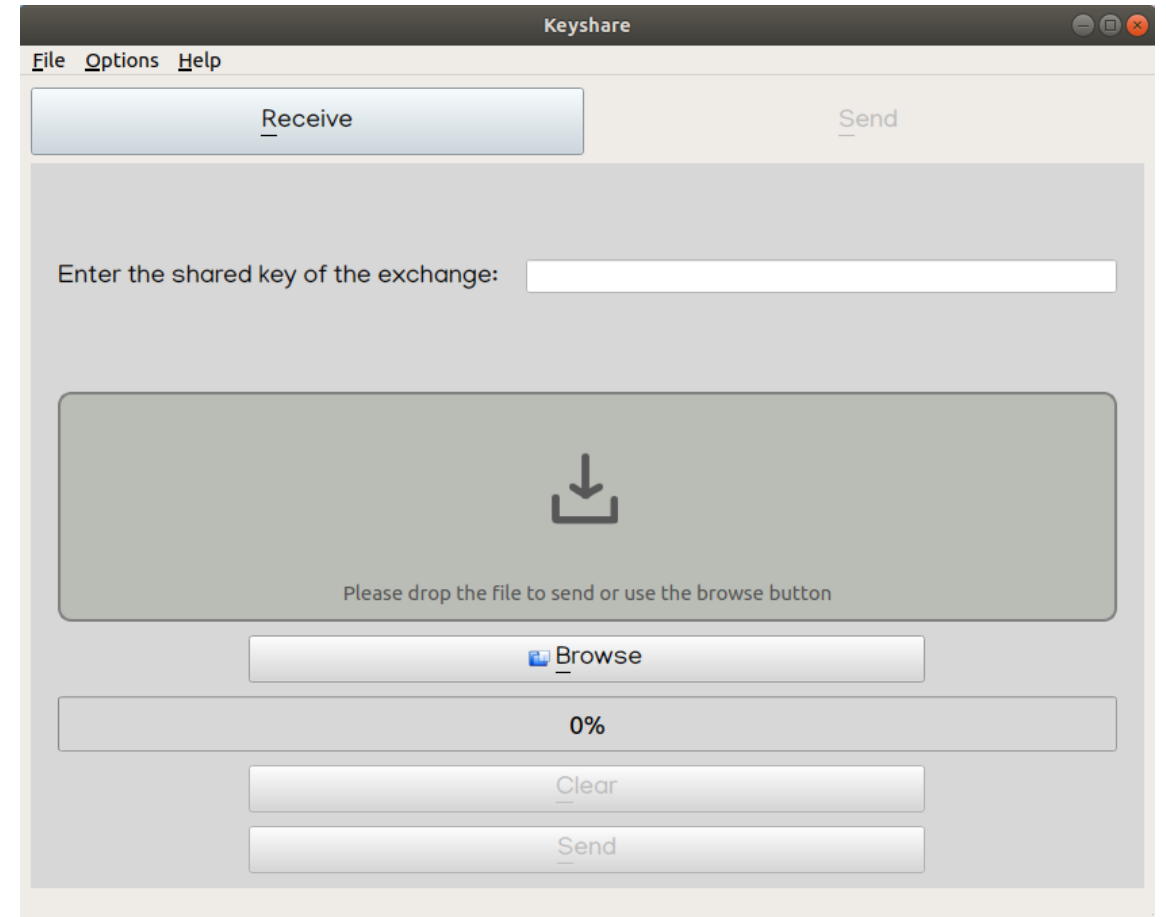 Keyshare
File Options Help
Receive Send
Enter the shared key of the exchange:
Please drop the file to send or use the browse button
Browse
0%
Clear
Send